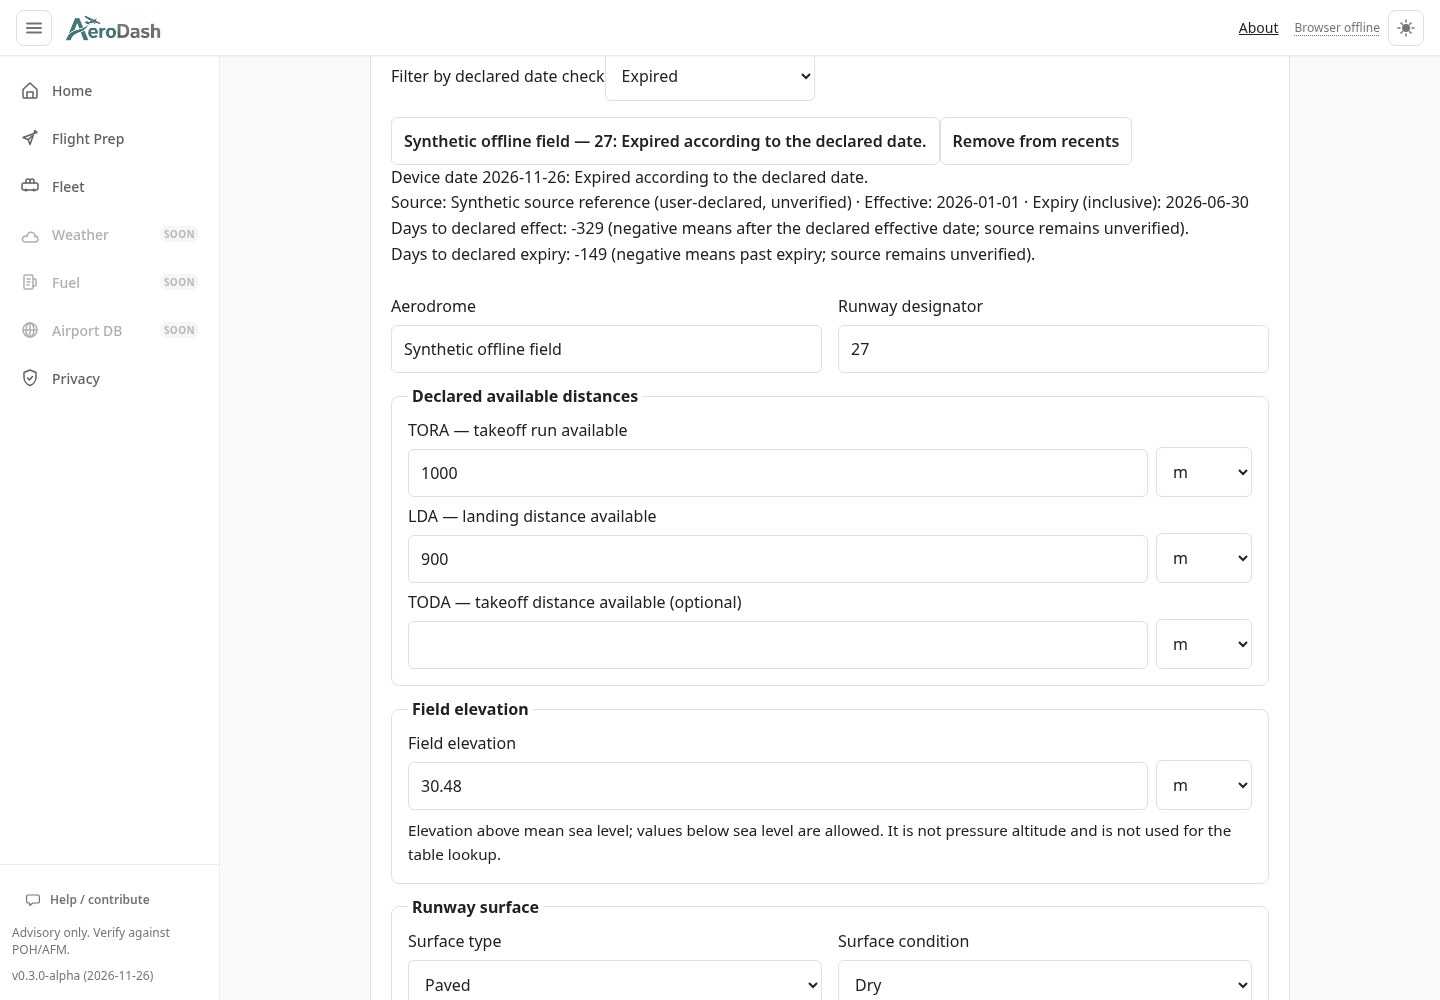 AeroDash
About
Browser offline
Home
Flight Prep
Fleet
Weather SOON
Fuel SOON
Airport DB SOON
Privacy
Help / contribute
Advisory only. Verify against
POH/AFM.
v0.3.0-alpha (2026-11-26)
Filter by declared date check Expired
Synthetic offline field — 27: Expired according to the declared date. Remove from recents
Device date 2026-11-26: Expired according to the declared date.
Source: Synthetic source reference (user-declared, unverified) · Effective: 2026-01-01 · Expiry (inclusive): 2026-06-30
Days to declared effect: -329 (negative means after the declared effective date; source remains unverified).
Days to declared expiry: -149 (negative means past expiry; source remains unverified).
Aerodrome Runway designator
Synthetic offline field 27
Declared available distances
TORA — takeoff run available
1000 m
LDA — landing distance available
900 m
TODA — takeoff distance available (optional)
m
Field elevation
Field elevation
30.48 m
Elevation above mean sea level; values below sea level are allowed. It is not pressure altitude and is not used for the
table lookup.
Runway surface
Surface type Surface condition
Paved Dry